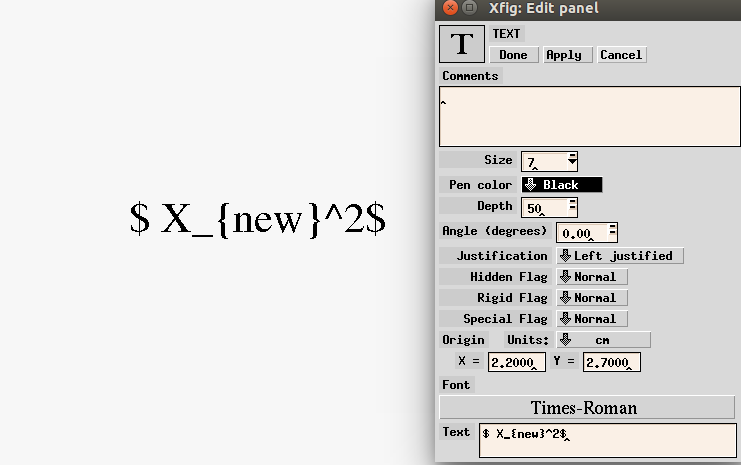 Xfig: Edit panel
T
TEXT
Done Apply Cancel
Comments
$ X_{new}^2$
Size 7
Pen color Black
Depth 50
Angle (degrees) 0.00
Justification Left justified
Hidden Flag Normal
Rigid Flag Normal
Special Flag Normal
Origin Units: cm
X = 2.2000 Y = 2.7000
Font
Times-Roman
Text $ X_{new}^2$